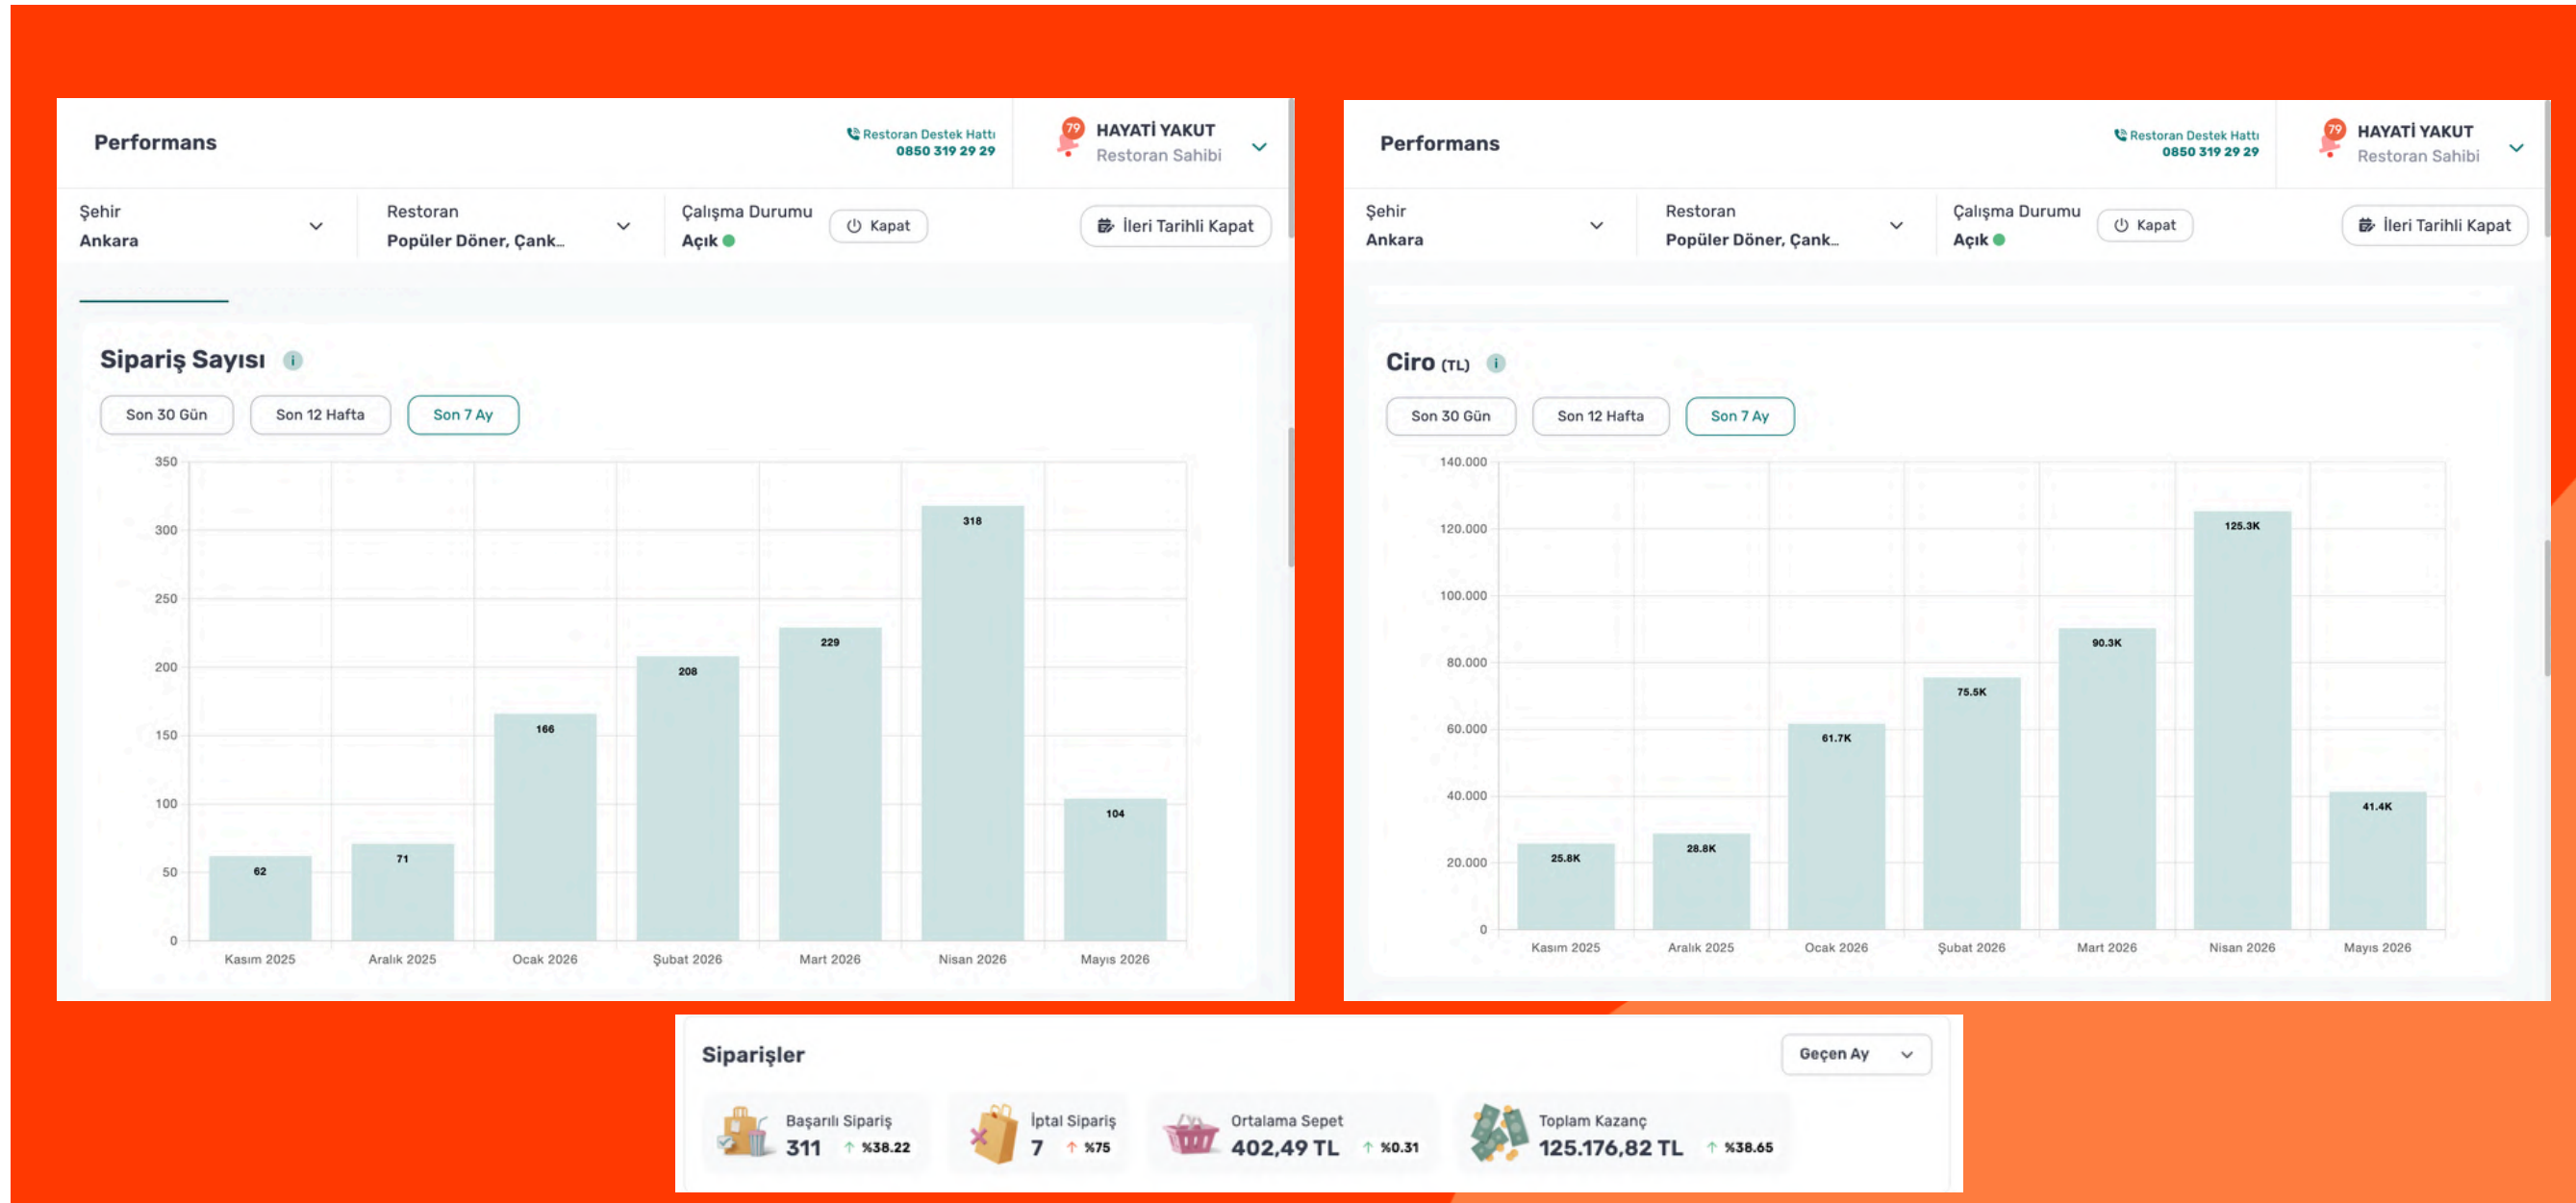 Performans
Restoran Destek Hattı
0850 319 29 29
79
HAYATİ YAKUT
Restoran Sahibi
Şehir
Ankara
Restoran
Popüler Döner, Çank...
Çalışma Durumu
Açık
Kapat
İleri Tarihli Kapat
Sipariş Sayısı i
Son 30 Gün
Son 12 Hafta
Son 7 Ay
350
300
250
200
150
100
50
0
62
71
166
208
229
318
104
Kasım 2025
Aralık 2025
Ocak 2026
Şubat 2026
Mart 2026
Nisan 2026
Mayıs 2026
Performans
Restoran Destek Hattı
0850 319 29 29
79
HAYATİ YAKUT
Restoran Sahibi
Şehir
Ankara
Restoran
Popüler Döner, Çank...
Çalışma Durumu
Açık
Kapat
İleri Tarihli Kapat
Ciro (TL) i
Son 30 Gün
Son 12 Hafta
Son 7 Ay
140.000
120.000
100.000
80.000
60.000
40.000
20.000
0
25.8K
28.8K
61.7K
75.5K
90.3K
125.3K
41.4K
Kasım 2025
Aralık 2025
Ocak 2026
Şubat 2026
Mart 2026
Nisan 2026
Mayıs 2026
Siparişler
Geçen Ay
Başarılı Sipariş
311 ↑ %38.22
İptal Sipariş
7 ↑ %75
Ortalama Sepet
402,49 TL ↑ %0.31
Toplam Kazanç
125.176,82 TL ↑ %38.65